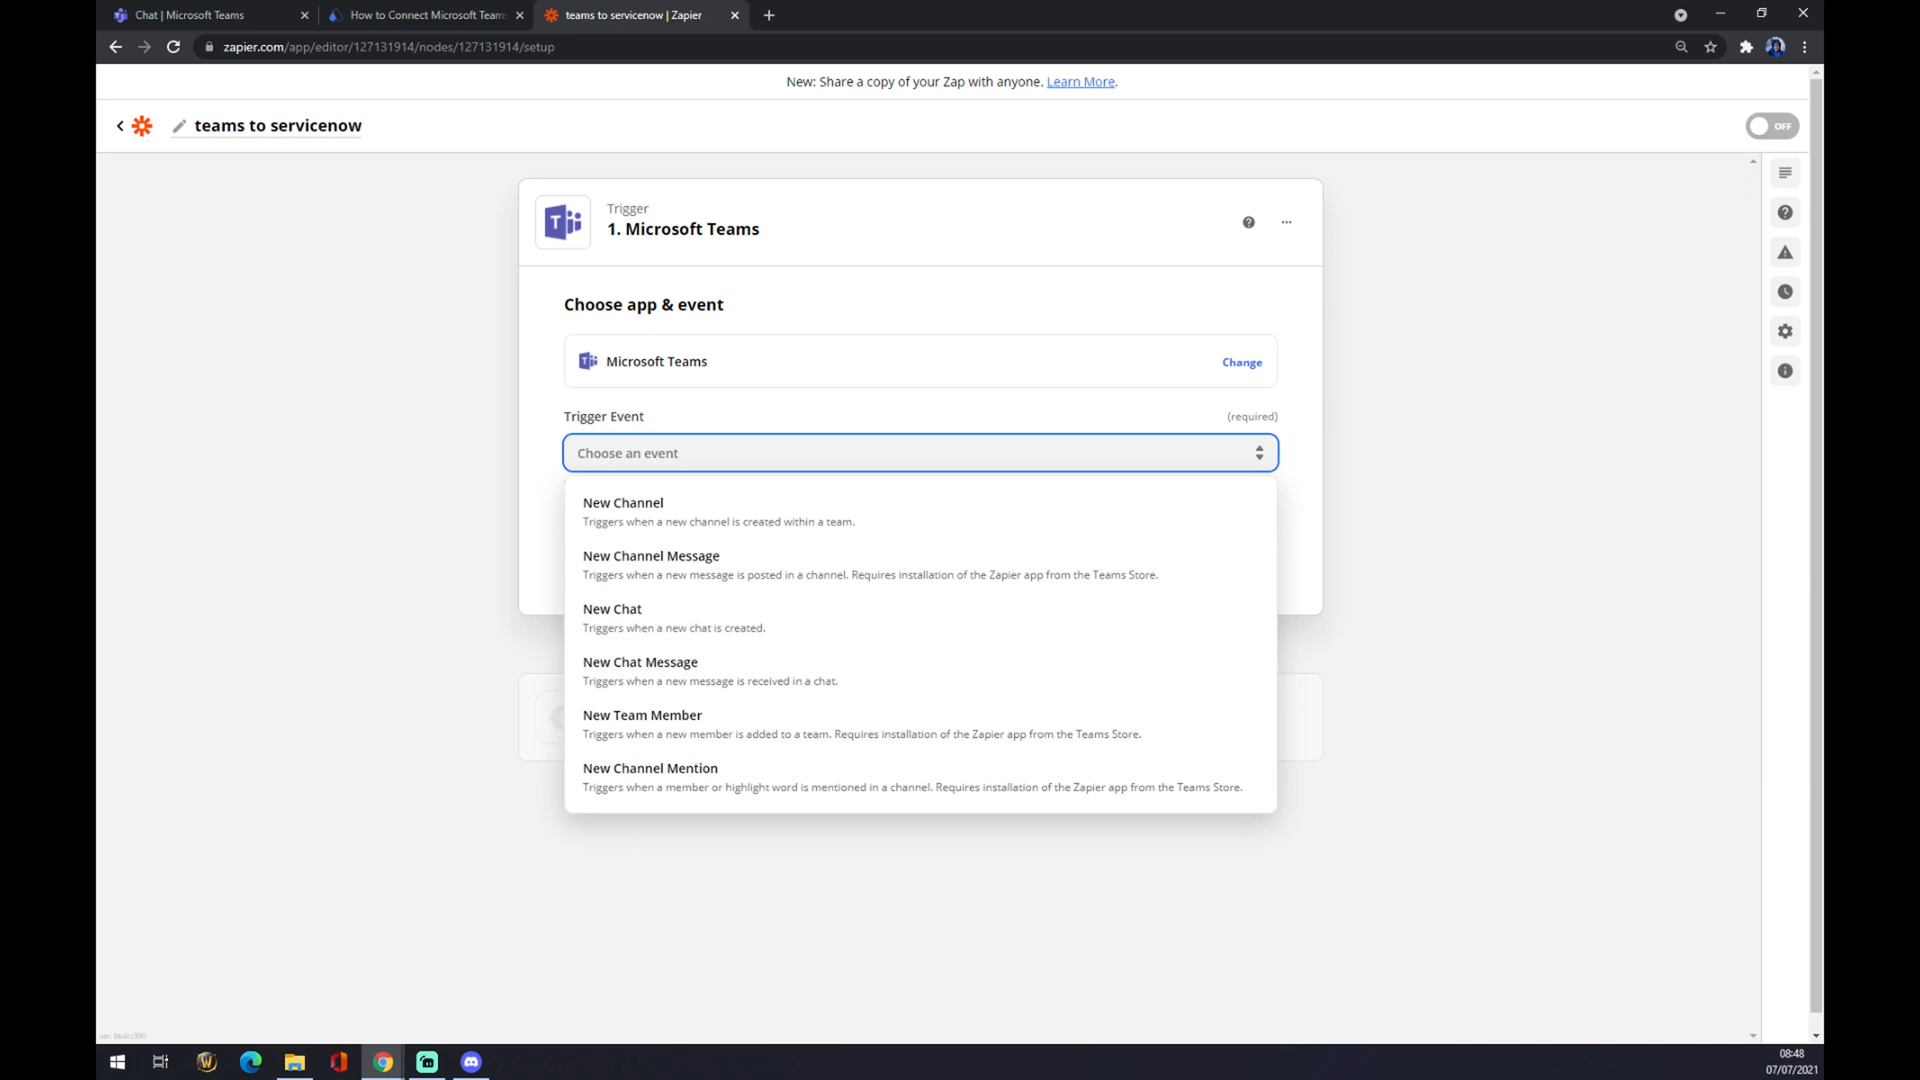 Chat | Microsoft Teams
How to Connect Microsoft Teams
teams to servicenow | Zapier
zapier.com/app/editor/127131914/nodes/127131914/setup
New: Share a copy of your Zap with anyone. Learn More.
teams to servicenow
OFF
Trigger
1. Microsoft Teams
Choose app & event
Microsoft Teams
Change
Trigger Event
(required)
Choose an event
New Channel
Triggers when a new channel is created within a team.
New Channel Message
Triggers when a new message is posted in a channel. Requires installation of the Zapier app from the Teams Store.
New Chat
Triggers when a new chat is created.
New Chat Message
Triggers when a new message is received in a chat.
New Team Member
Triggers when a new member is added to a team. Requires installation of the Zapier app from the Teams Store.
New Channel Mention
Triggers when a member or highlight word is mentioned in a channel. Requires installation of the Zapier app from the Teams Store.
08:48
07/07/2021